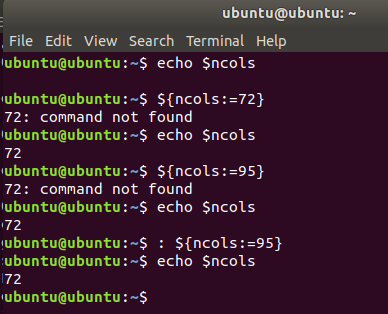 ubuntu@ubuntu: ~
File Edit View Search Terminal Help
ubuntu@ubuntu:~$ echo $ncols

ubuntu@ubuntu:~$ ${ncols:=72}
72: command not found
ubuntu@ubuntu:~$ echo $ncols
72
ubuntu@ubuntu:~$ ${ncols:=95}
72: command not found
ubuntu@ubuntu:~$ echo $ncols
72
ubuntu@ubuntu:~$ : ${ncols:=95}
ubuntu@ubuntu:~$ echo $ncols
72
ubuntu@ubuntu:~$